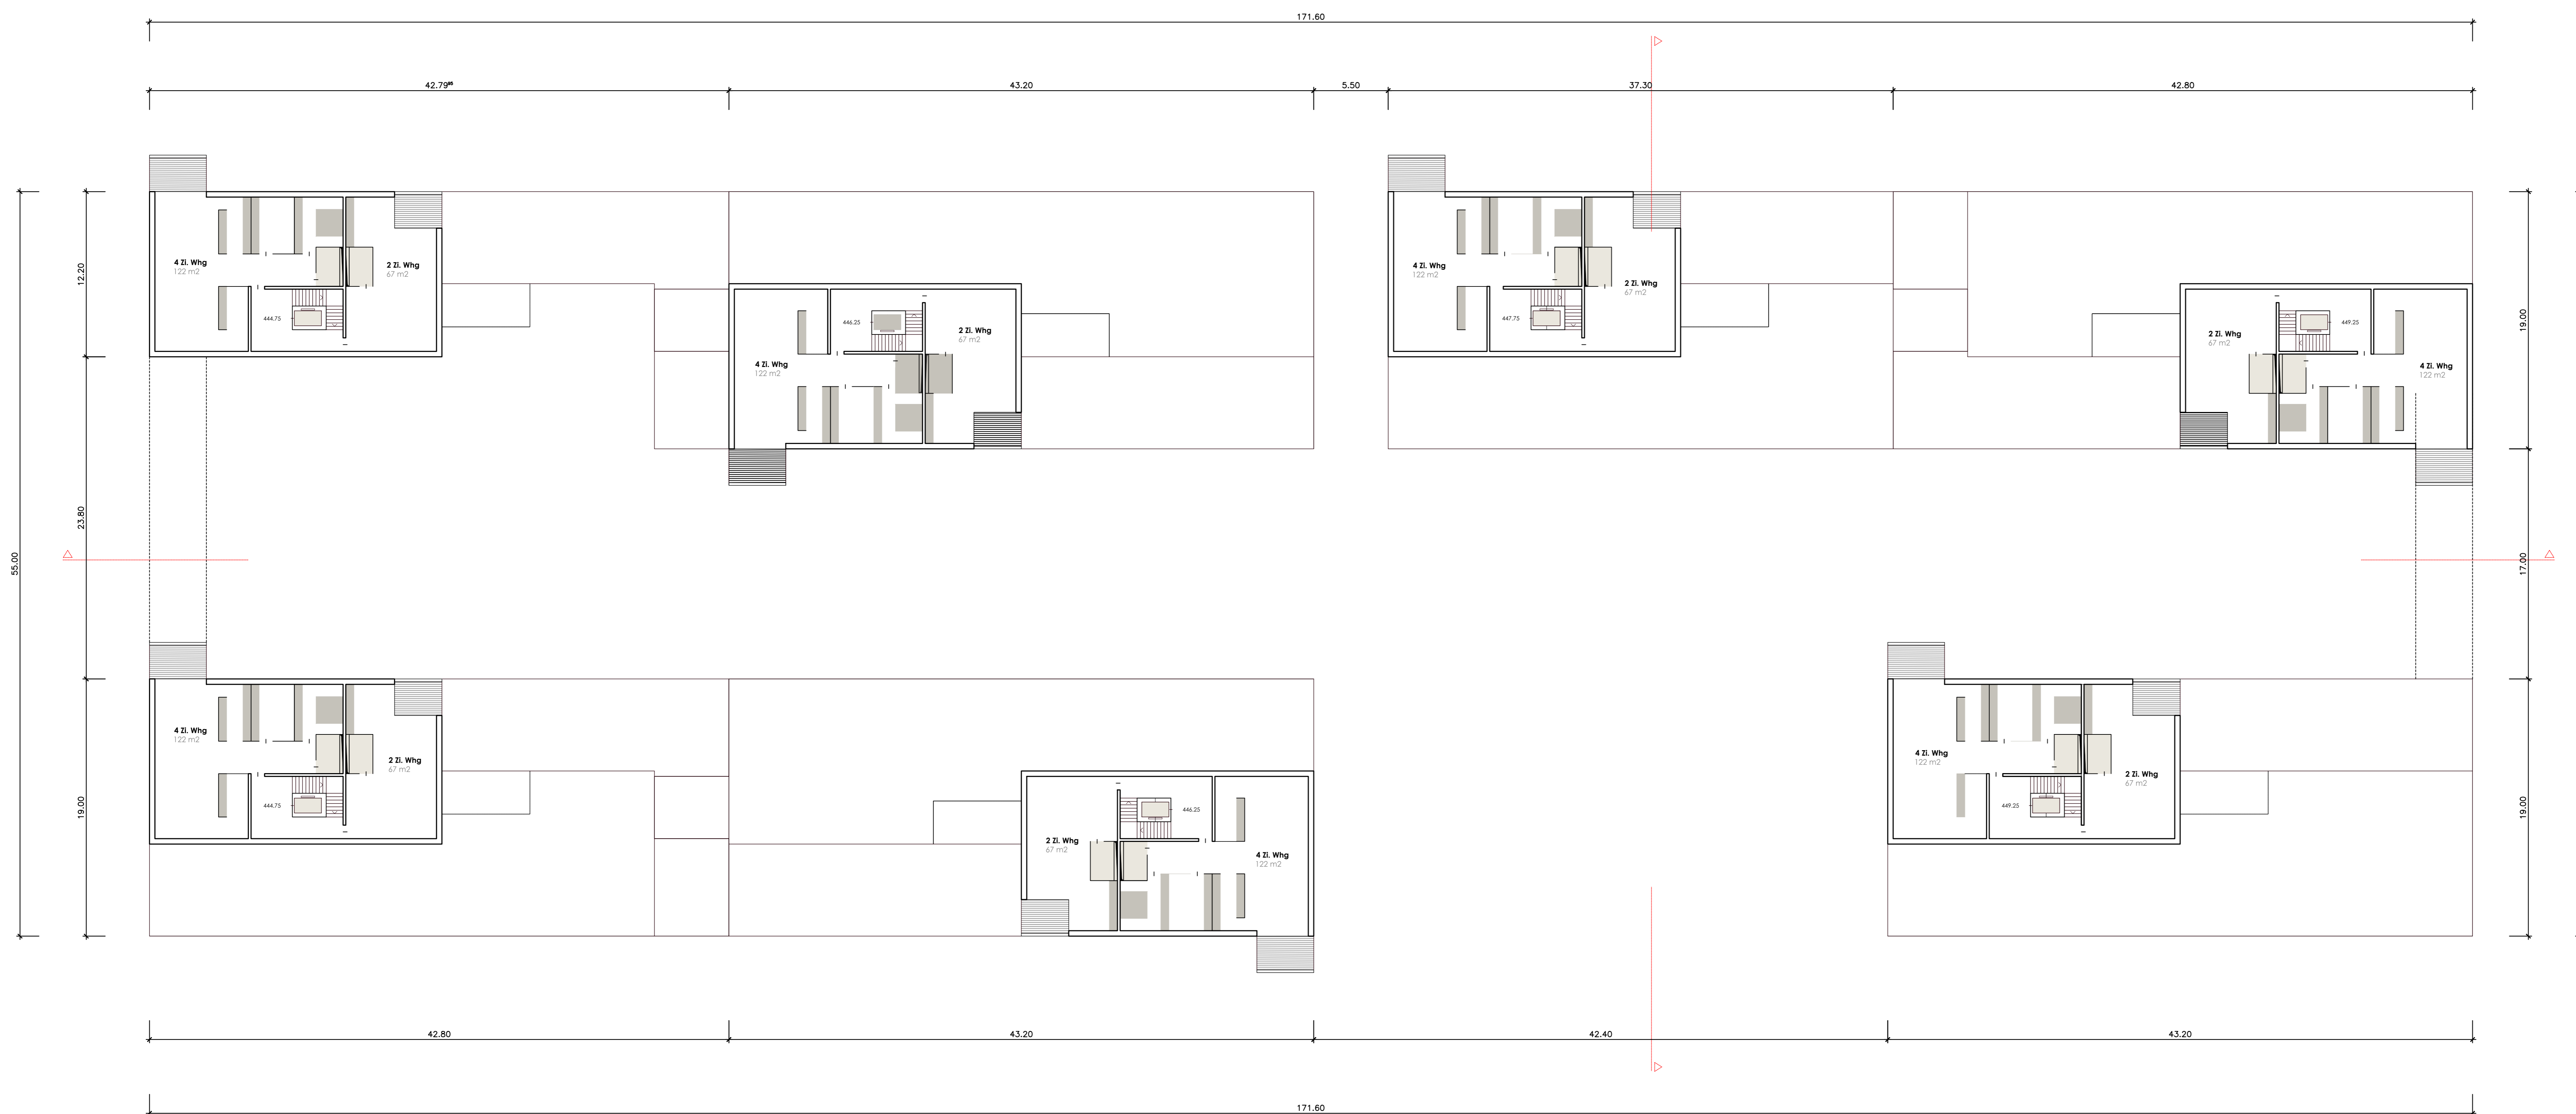 171.60
42.79⁹⁵
43.20
5.50
37.30
42.80
4 Zi. Whg
122 m2
2 Zi. Whg
67 m2
444.75
4 Zi. Whg
122 m2
446.25
2 Zi. Whg
67 m2
4 Zi. Whg
122 m2
2 Zi. Whg
67 m2
447.75
2 Zi. Whg
67 m2
449.25
4 Zi. Whg
122 m2
12.20
23.80
55.00
19.00
19.00
17.00
19.00
4 Zi. Whg
122 m2
2 Zi. Whg
67 m2
444.75
2 Zi. Whg
67 m2
446.25
4 Zi. Whg
122 m2
4 Zi. Whg
122 m2
2 Zi. Whg
67 m2
449.25
42.80
43.20
42.40
43.20
171.60